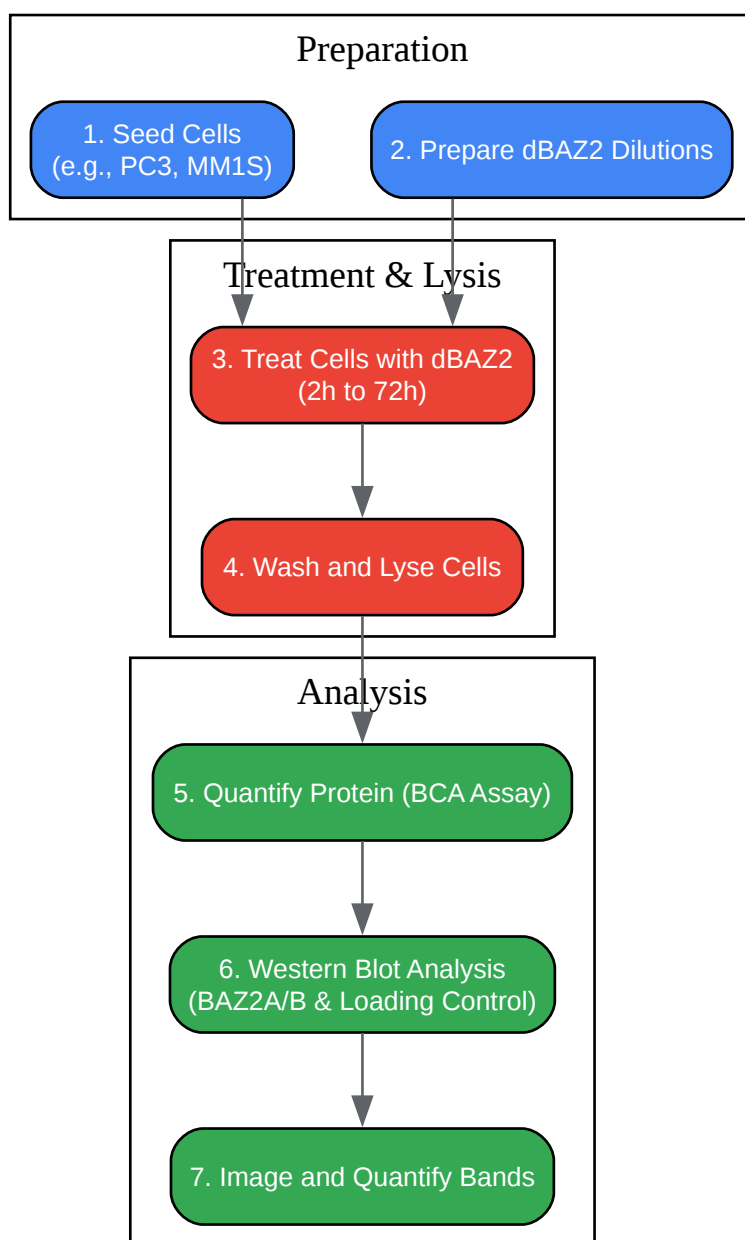 Preparation
1. Seed Cells
(e.g., PC3, MM1S)
2. Prepare dBAZ2 Dilutions
Treatment & Lysis
3. Treat Cells with dBAZ2
(2h to 72h)
4. Wash and Lyse Cells
Analysis
5. Quantify Protein (BCA Assay)
6. Western Blot Analysis
(BAZ2A/B & Loading Control)
7. Image and Quantify Bands